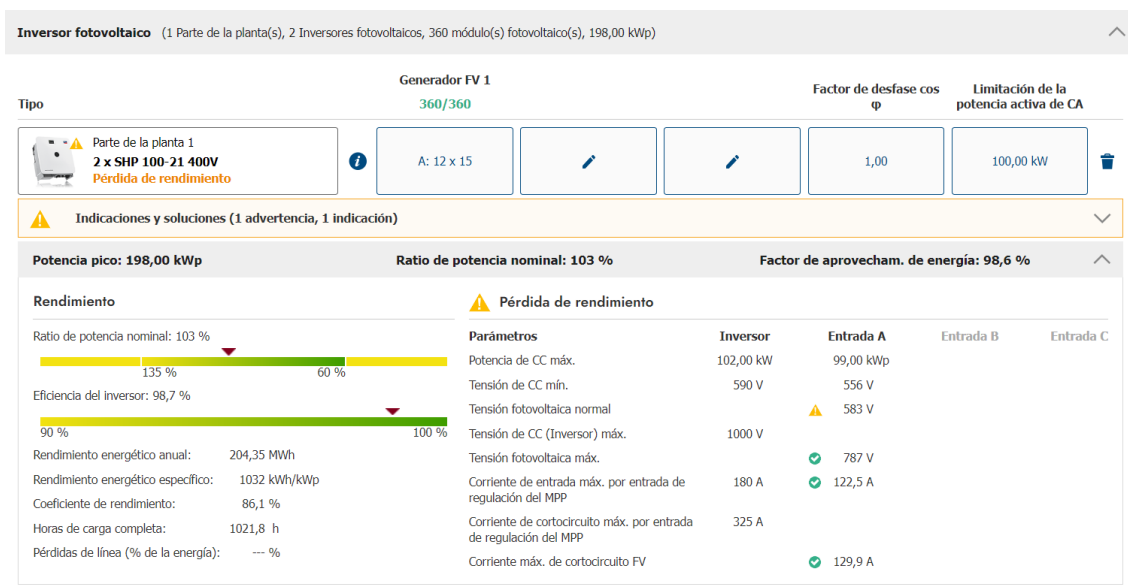 Inversor fotovoltaico (1 Parte de la planta(s), 2 Inversores fotovoltaicos, 360 módulo(s) fotovoltaico(s), 198,00 kWp)
Tipo
Generador FV 1
360/360
Factor de desfase cos
φ
Limitación de la
potencia activa de CA
Parte de la planta 1
2 x SHP 100-21 400V
Pérdida de rendimiento
A: 12 x 15
1,00
100,00 kW
Indicaciones y soluciones (1 advertencia, 1 indicación)
Potencia pico: 198,00 kWp
Ratio de potencia nominal: 103 %
Factor de aprovecham. de energía: 98,6 %
Rendimiento
Ratio de potencia nominal: 103 %
135 % 60 %
Eficiencia del inversor: 98,7 %
90 % 100 %
Rendimiento energético anual: 204,35 MWh
Rendimiento energético específico: 1032 kWh/kWp
Coeficiente de rendimiento: 86,1 %
Horas de carga completa: 1021,8 h
Pérdidas de línea (% de la energía): --- %
Pérdida de rendimiento
Parámetros Inversor Entrada A Entrada B Entrada C
Potencia de CC máx. 102,00 kW 99,00 kWp
Tensión de CC mín. 590 V 556 V
Tensión fotovoltaica normal 583 V
Tensión de CC (Inversor) máx. 1000 V
Tensión fotovoltaica máx. 787 V
Corriente de entrada máx. por entrada de 180 A 122,5 A
regulación del MPP
Corriente de cortocircuito máx. por entrada 325 A
de regulación del MPP
Corriente máx. de cortocircuito FV 129,9 A